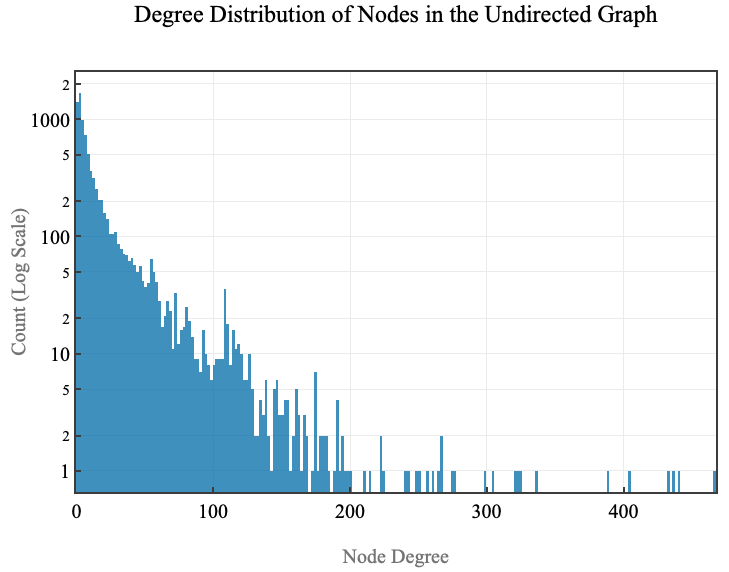 Degree Distribution of Nodes in the Undirected Graph
2
1000
5
2
100
5
2
10
5
2
1
Count (Log Scale)
0 100 200 300 400
Node Degree